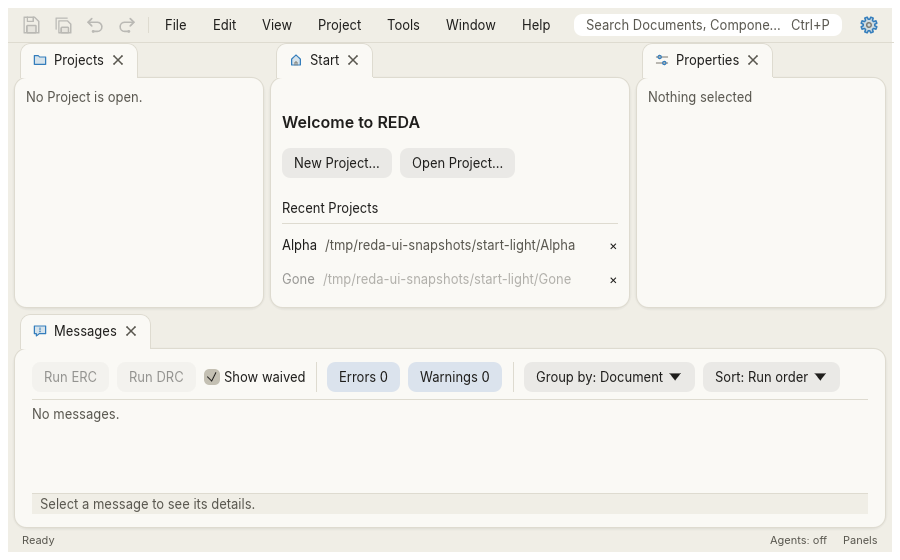 File Edit View Project Tools Window Help Search Documents, Compone... Ctrl+P
Projects Start Properties
No Project is open.
Welcome to REDA
New Project... Open Project...
Recent Projects
Alpha /tmp/reda-ui-snapshots/start-light/Alpha ×
Gone /tmp/reda-ui-snapshots/start-light/Gone ×
Nothing selected
Messages
Run ERC Run DRC Show waived Errors 0 Warnings 0 Group by: Document Sort: Run order
No messages.
Select a message to see its details.
Ready Agents: off Panels